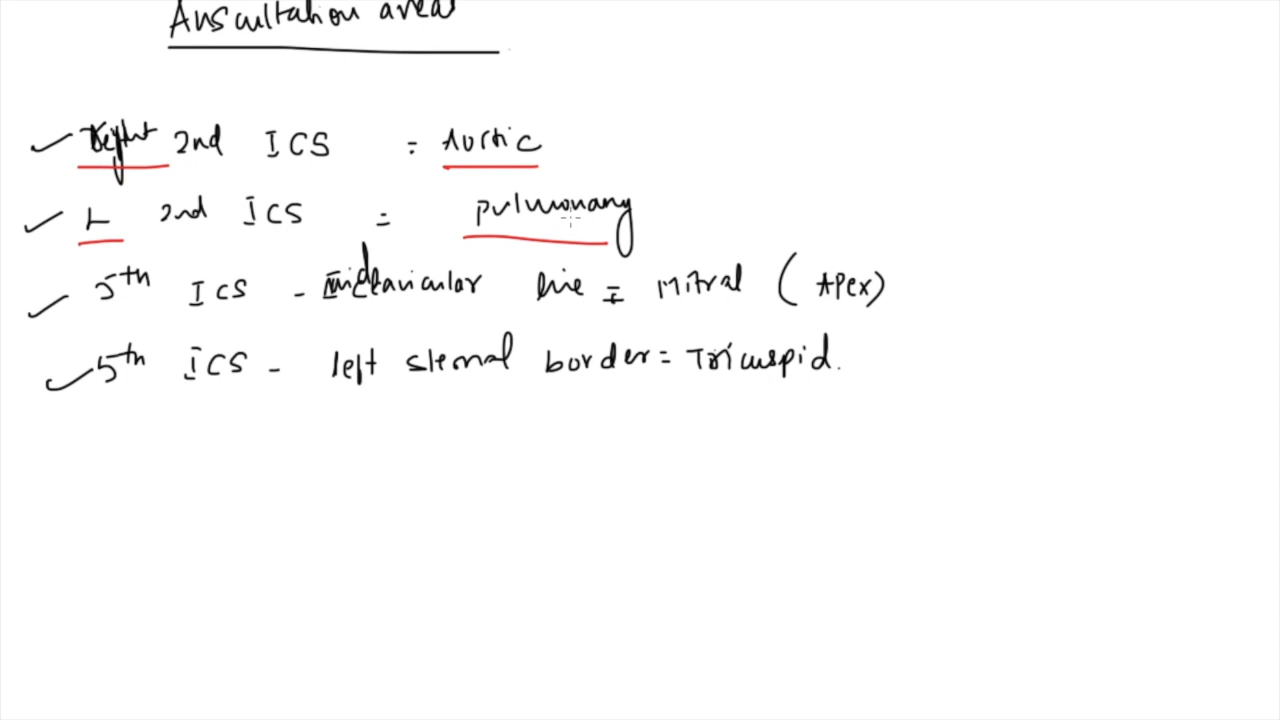 Auscultation areas
Right 2nd ICS = Aortic
L 2nd ICS = pulmonary
5th ICS - midclavicular line = Mitral (Apex)
5th ICS - left sternal border = Tricuspid.